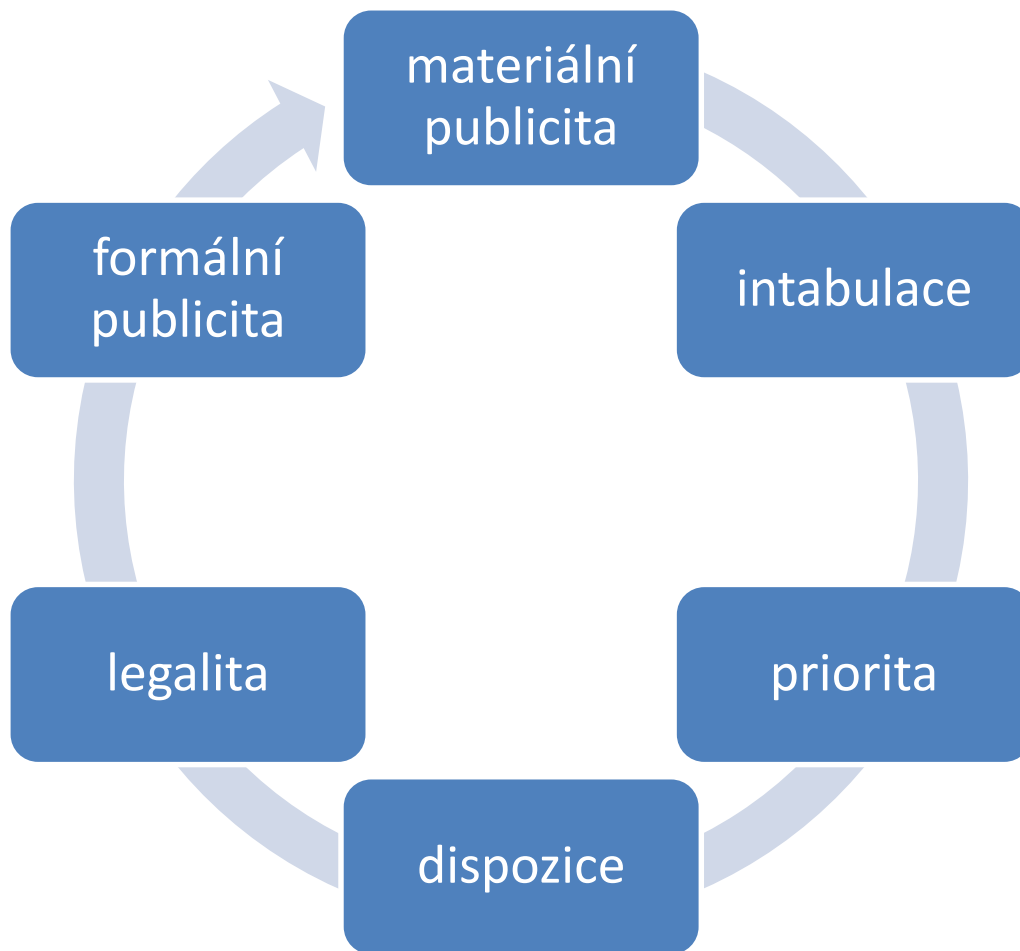 materiální
publicita
intabulace
priorita
dispozice
legalita
formální
publicita